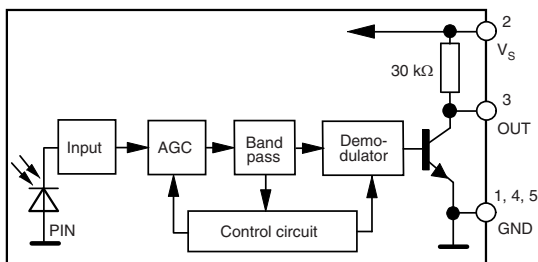 2
V_S
30 kΩ
3
OUT
Input
AGC
Band
pass
Demo-
dulator
1, 4, 5
GND
PIN
Control circuit